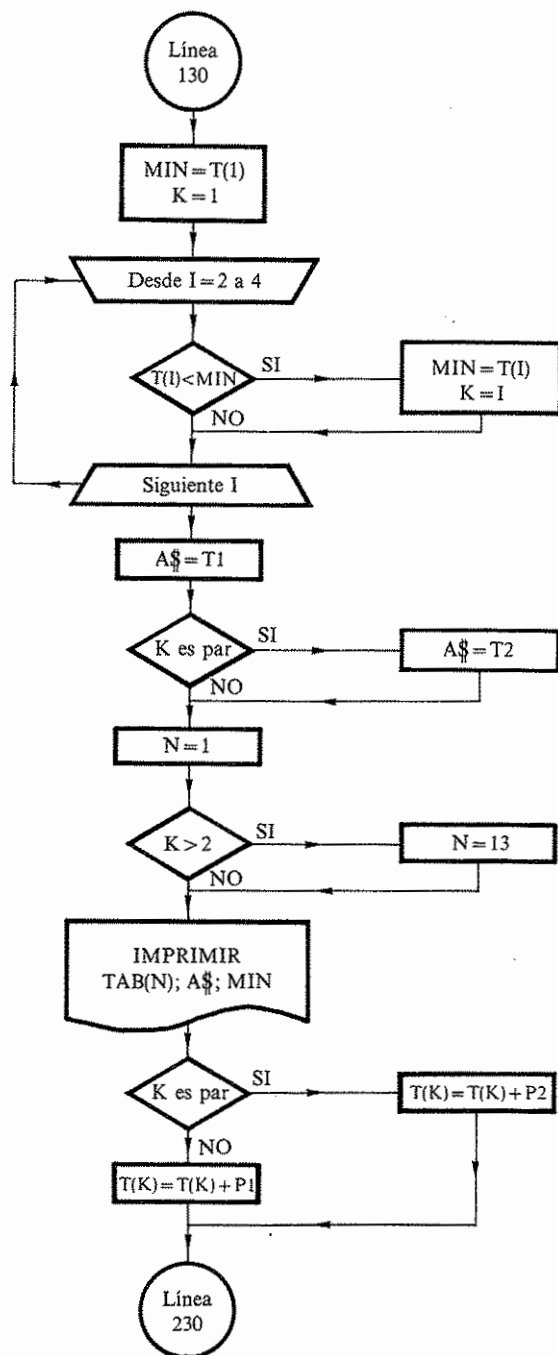 Línea
130
MIN=T(1)
K=1
Desde I=2 a 4
T(I)<MIN
SI
MIN=T(I)
K=I
NO
Siguiente I
A$=T1
K es par
SI
A$=T2
NO
N=1
K>2
SI
N=13
NO
IMPRIMIR
TAB(N); A$; MIN
K es par
SI
T(K)=T(K)+P2
NO
T(K)=T(K)+P1
Línea
230